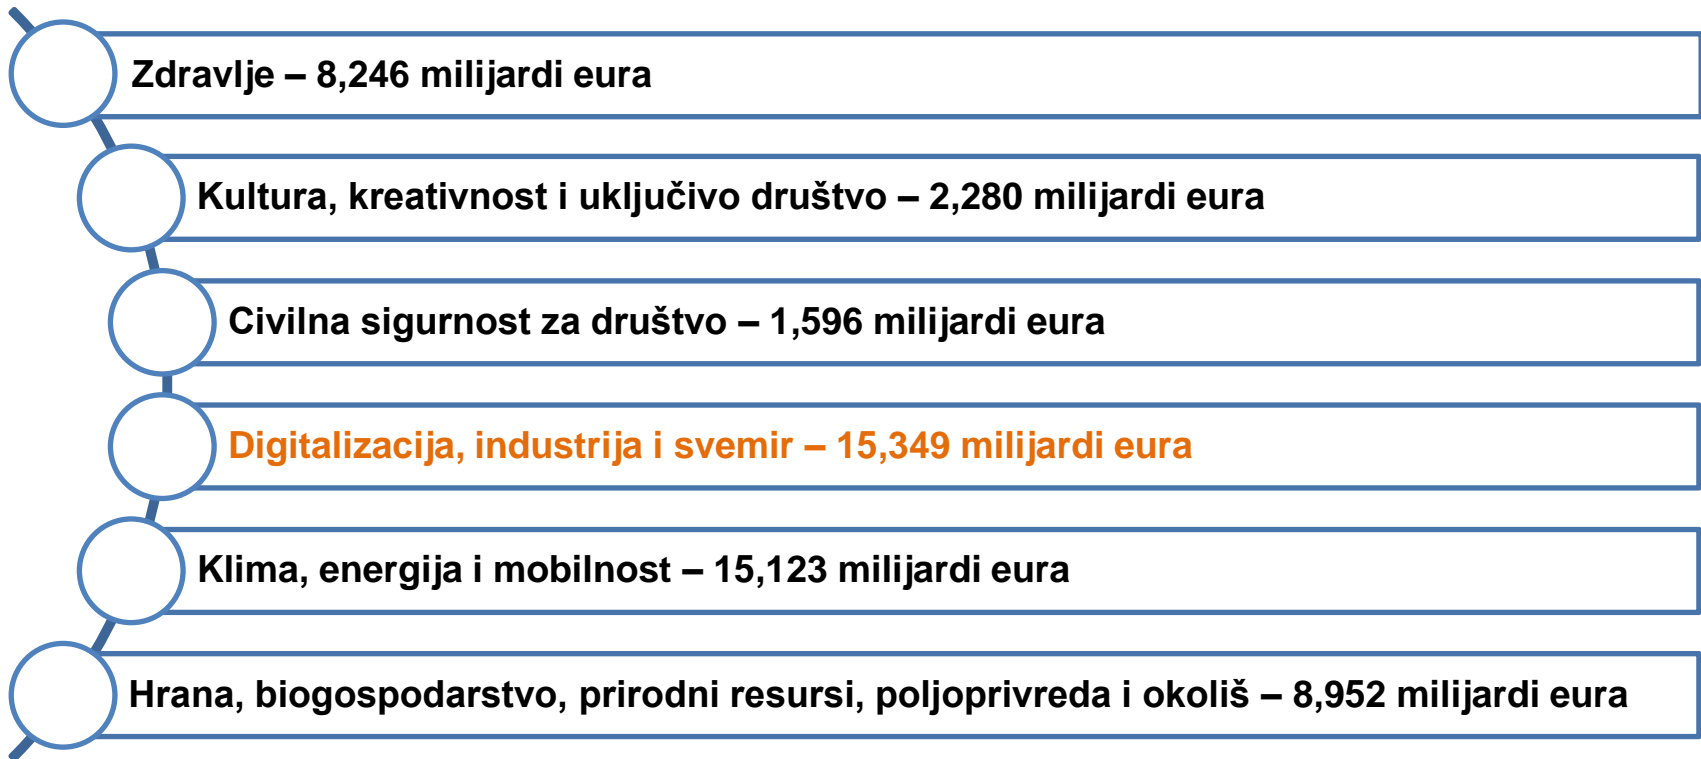 Zdravlje – 8,246 milijardi eura
Kultura, kreativnost i uključivo društvo – 2,280 milijardi eura
Civilna sigurnost za društvo – 1,596 milijardi eura
Digitalizacija, industrija i svemir – 15,349 milijardi eura
Klima, energija i mobilnost – 15,123 milijardi eura
Hrana, biogospodarstvo, prirodni resursi, poljoprivreda i okoliš – 8,952 milijardi eura